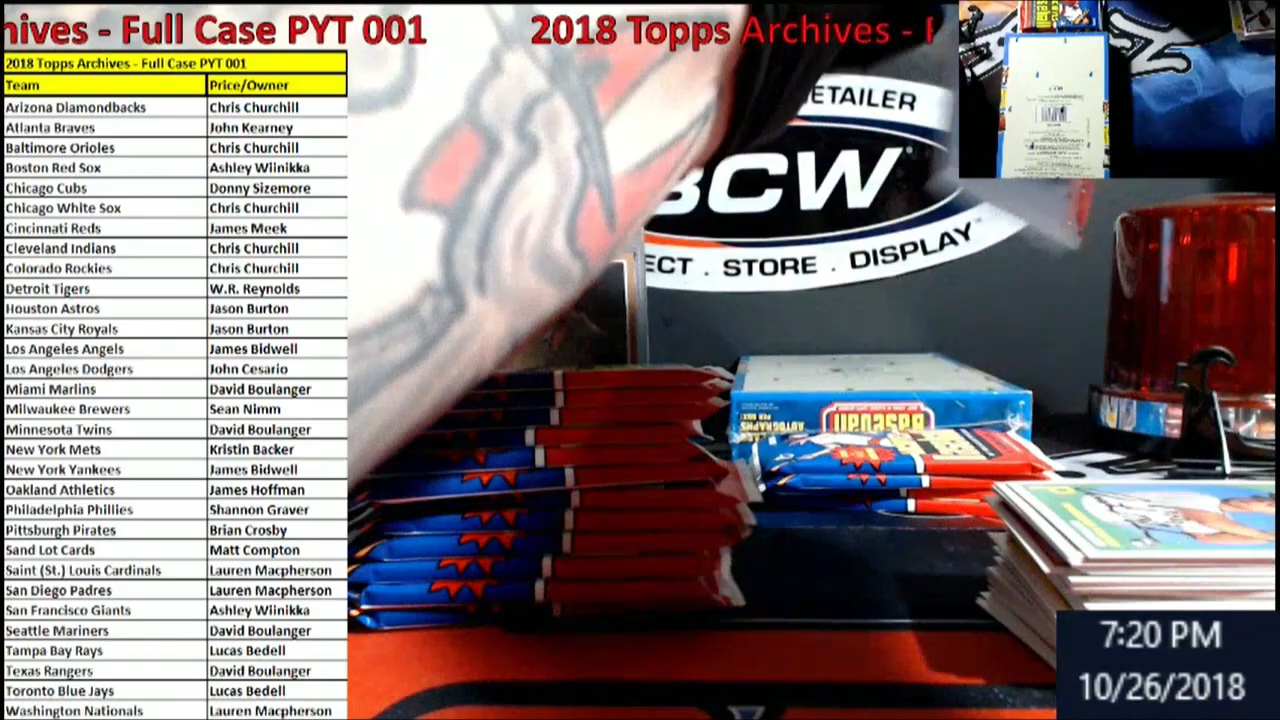 hives - Full Case PYT 001 2018 Topps Archives -
2018 Topps Archives - Full Case PYT 001
Team Price/Owner
Arizona Diamondbacks Chris Churchill
Atlanta Braves John Kearney
Baltimore Orioles Chris Churchill
Boston Red Sox Ashley Wiinikka
Chicago Cubs Donny Sizemore
Chicago White Sox Chris Churchill
Cincinnati Reds James Meek
Cleveland Indians Chris Churchill
Colorado Rockies Chris Churchill
Detroit Tigers W.R. Reynolds
Houston Astros Jason Burton
Kansas City Royals Jason Burton
Los Angeles Angels James Bidwell
Los Angeles Dodgers John Cesario
Miami Marlins David Boulanger
Milwaukee Brewers Sean Nimm
Minnesota Twins David Boulanger
New York Mets Kristin Backer
New York Yankees James Bidwell
Oakland Athletics James Hoffman
Philadelphia Phillies Shannon Graver
Pittsburgh Pirates Brian Crosby
Sand Lot Cards Matt Compton
Saint (St.) Louis Cardinals Lauren Macpherson
San Diego Padres Lauren Macpherson
San Francisco Giants Ashley Wiinikka
Seattle Mariners David Boulanger
Tampa Bay Rays Lucas Bedell
Texas Rangers David Boulanger
Toronto Blue Jays Lucas Bedell
Washington Nationals Lauren Macpherson
ETAILER
BCW
ECT . STORE . DISPLAY
Baseball
AUTOGRAPHS
PER BOX!
7:20 PM
10/26/2018